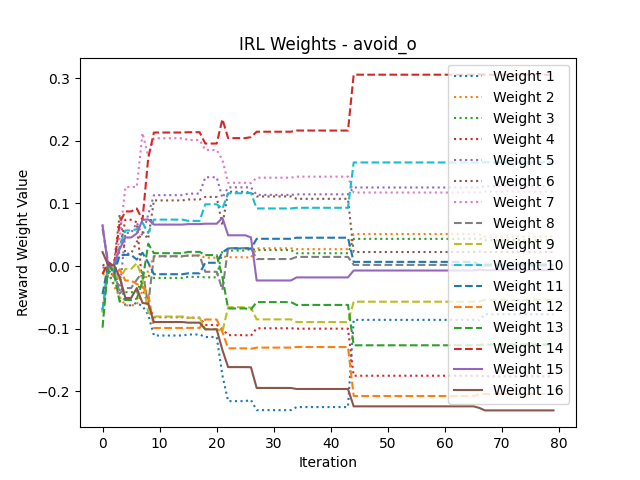 IRL Weights - avoid_o
Reward Weight Value
0.3
0.2
0.1
0.0
−0.1
−0.2
0 10 20 30 40 50 60 70 80
Iteration
Weight 1
Weight 2
Weight 3
Weight 4
Weight 5
Weight 6
Weight 7
Weight 8
Weight 9
Weight 10
Weight 11
Weight 12
Weight 13
Weight 14
Weight 15
Weight 16